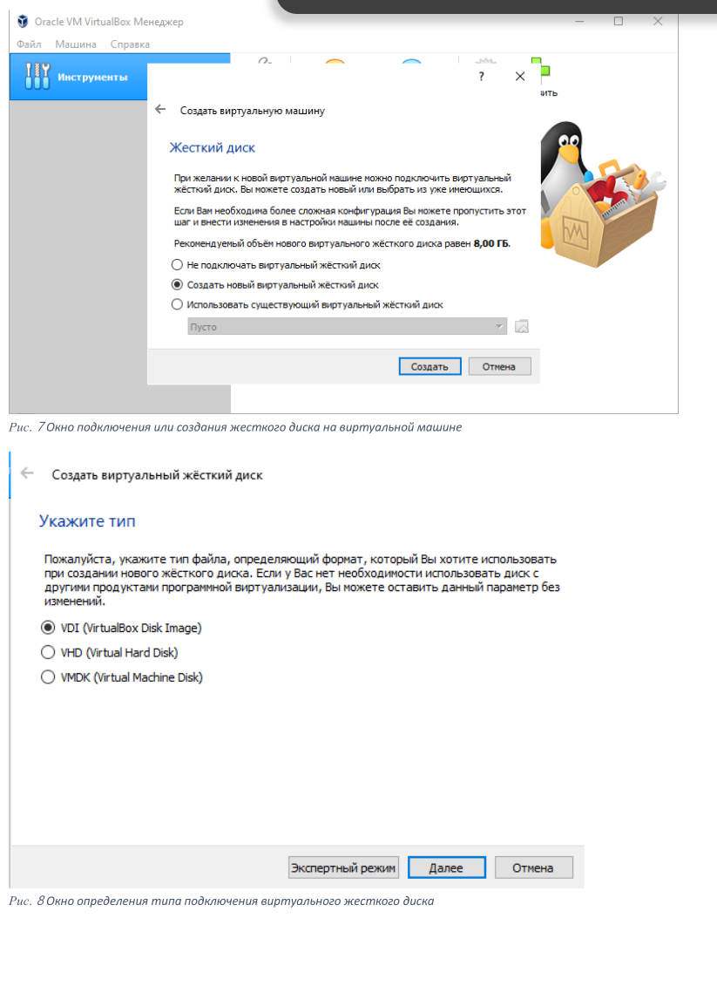 Oracle VM VirtualBox Менеджер
Файл Машина Справка
Инструменты
?
вить
Создать виртуальную машину
Жесткий диск
При желании к новой виртуальной машине можно подключить виртуальный
жёсткий диск. Вы можете создать новый или выбрать из уже имеющихся.
Если Вам необходима более сложная конфигурация Вы можете пропустить этот
шаг и внести изменения в настройки машины после её создания.
Рекомендуемый объём нового виртуального жёсткого диска равен 8,00 ГБ.
Не подключать виртуальный жёсткий диск
Создать новый виртуальный жёсткий диск
Использовать существующий виртуальный жёсткий диск
Пусто
Создать Отмена
Рис. 7 Окно подключения или создания жесткого диска на виртуальной машине
Создать виртуальный жёсткий диск
Укажите тип
Пожалуйста, укажите тип файла, определяющий формат, который Вы хотите использовать
при создании нового жёсткого диска. Если у Вас нет необходимости использовать диск с
другими продуктами программной виртуализации, Вы можете оставить данный параметр без
изменений.
VDI (VirtualBox Disk Image)
VHD (Virtual Hard Disk)
VMDK (Virtual Machine Disk)
Экспертный режим Далее Отмена
Рис. 8 Окно определения типа подключения виртуального жесткого диска